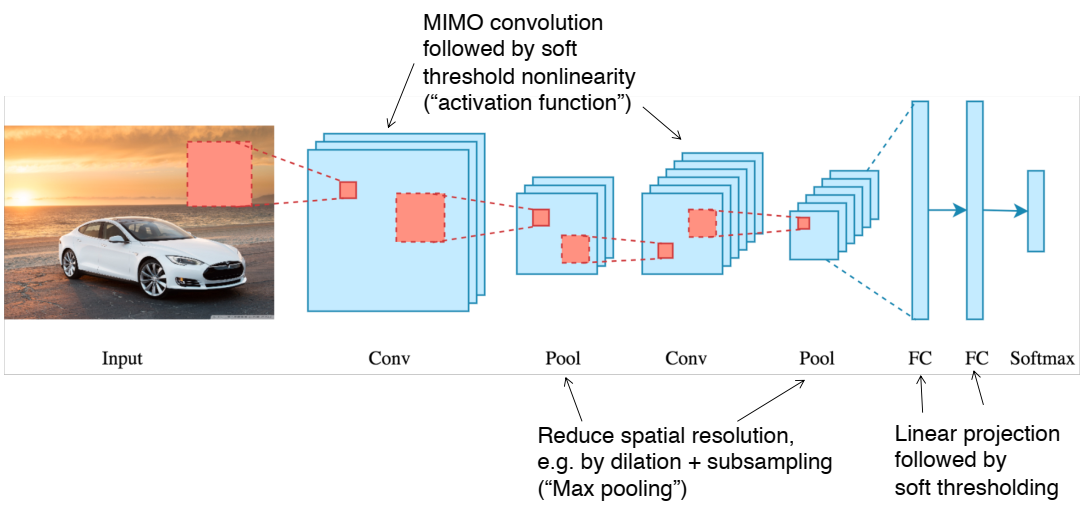 MIMO convolution
followed by soft
threshold nonlinearity
(“activation function”)
Input
Conv
Pool
Conv
Pool
FC
FC
Softmax
Reduce spatial resolution,
e.g. by dilation + subsampling
(“Max pooling”)
Linear projection
followed by
soft thresholding